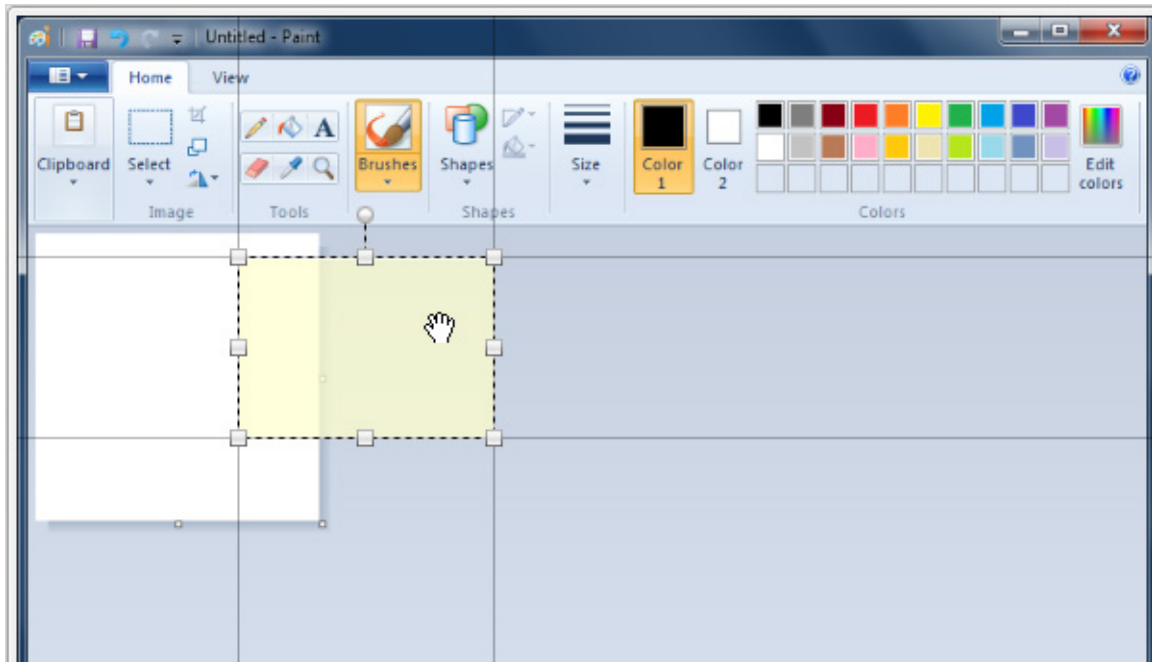 Untitled - Paint
Home View
Clipboard Select A Brushes Shapes Size Color 1 Color 2 Edit colors
Image Tools Shapes Colors